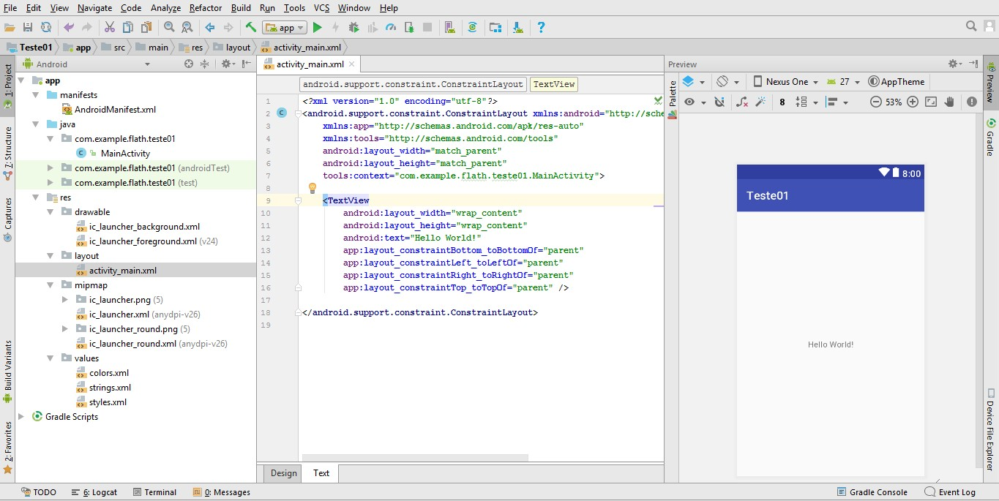 File Edit View Navigate Code Analyze Refactor Build Run Tools VCS Window Help
app
Teste01 app src main res layout activity_main.xml
1: Project
Z: Structure
Captures
Build Variants
2: Favorites
Android
app
manifests
AndroidManifest.xml
java
com.example.flath.teste01
C MainActivity
com.example.flath.teste01 (androidTest)
com.example.flath.teste01 (test)
res
drawable
ic_launcher_background.xml
ic_launcher_foreground.xml (v24)
layout
activity_main.xml
mipmap
ic_launcher.png (5)
ic_launcher.xml (anydpi-v26)
ic_launcher_round.png (5)
ic_launcher_round.xml (anydpi-v26)
values
colors.xml
strings.xml
styles.xml
Gradle Scripts
activity_main.xml
android.support.constraint.ConstraintLayout TextView
1 <?xml version="1.0" encoding="utf-8"?>
2 C <android.support.constraint.ConstraintLayout xmlns:android="http://sche
3 xmlns:app="http://schemas.android.com/apk/res-auto"
4 xmlns:tools="http://schemas.android.com/tools"
5 android:layout_width="match_parent"
6 android:layout_height="match_parent"
7 tools:context="com.example.flath.teste01.MainActivity">
8
9 <TextView
10 android:layout_width="wrap_content"
11 android:layout_height="wrap_content"
12 android:text="Hello World!"
13 app:layout_constraintBottom_toBottomOf="parent"
14 app:layout_constraintLeft_toLeftOf="parent"
15 app:layout_constraintRight_toRightOf="parent"
16 app:layout_constraintTop_toTopOf="parent" />
17
18 </android.support.constraint.ConstraintLayout>
19
Design Text
Preview
Palette
Nexus One 27 AppTheme
8 53%
8:00
Teste01
Hello World!
Preview
Gradle
Device File Explorer
TODO 6: Logcat Terminal 0: Messages Gradle Console Event Log